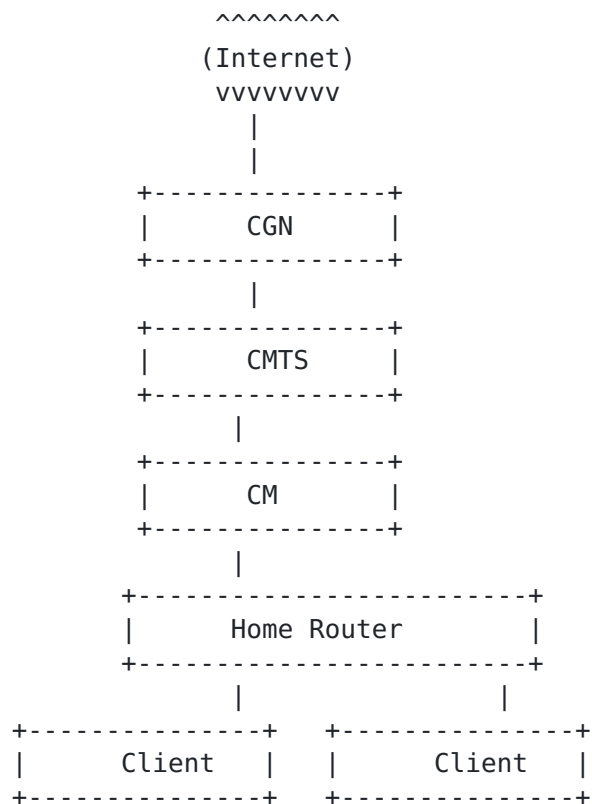 ^^^^^^^^
(Internet)
vvvvvvvv
|
|
+---------------+
|      CGN      |
+---------------+
|
+---------------+
|      CMTS     |
+---------------+
|
+---------------+
|      CM       |
+---------------+
|
+-------------------------+
|      Home Router        |
+-------------------------+
|                |
+---------------+   +---------------+
|      Client   |   |      Client   |
+---------------+   +---------------+